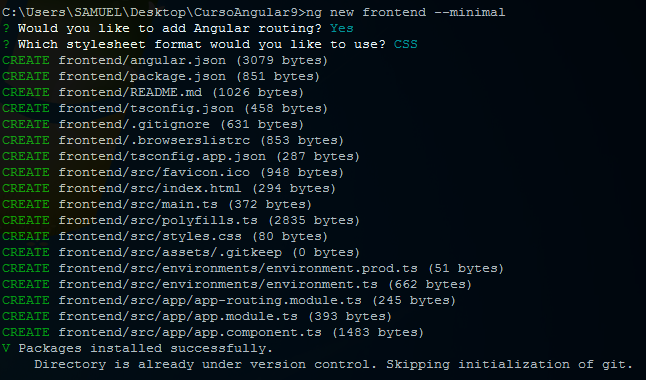 C:\Users\SAMUEL\Desktop\CursoAngular9>ng new frontend --minimal
? Would you like to add Angular routing? Yes
? Which stylesheet format would you like to use? CSS
CREATE frontend/angular.json (3079 bytes)
CREATE frontend/package.json (851 bytes)
CREATE frontend/README.md (1026 bytes)
CREATE frontend/tsconfig.json (458 bytes)
CREATE frontend/.gitignore (631 bytes)
CREATE frontend/.browserslistrc (853 bytes)
CREATE frontend/tsconfig.app.json (287 bytes)
CREATE frontend/src/favicon.ico (948 bytes)
CREATE frontend/src/index.html (294 bytes)
CREATE frontend/src/main.ts (372 bytes)
CREATE frontend/src/polyfills.ts (2835 bytes)
CREATE frontend/src/styles.css (80 bytes)
CREATE frontend/src/assets/.gitkeep (0 bytes)
CREATE frontend/src/environments/environment.prod.ts (51 bytes)
CREATE frontend/src/environments/environment.ts (662 bytes)
CREATE frontend/src/app/app-routing.module.ts (245 bytes)
CREATE frontend/src/app/app.module.ts (393 bytes)
CREATE frontend/src/app/app.component.ts (1483 bytes)
V Packages installed successfully.
Directory is already under version control. Skipping initialization of git.